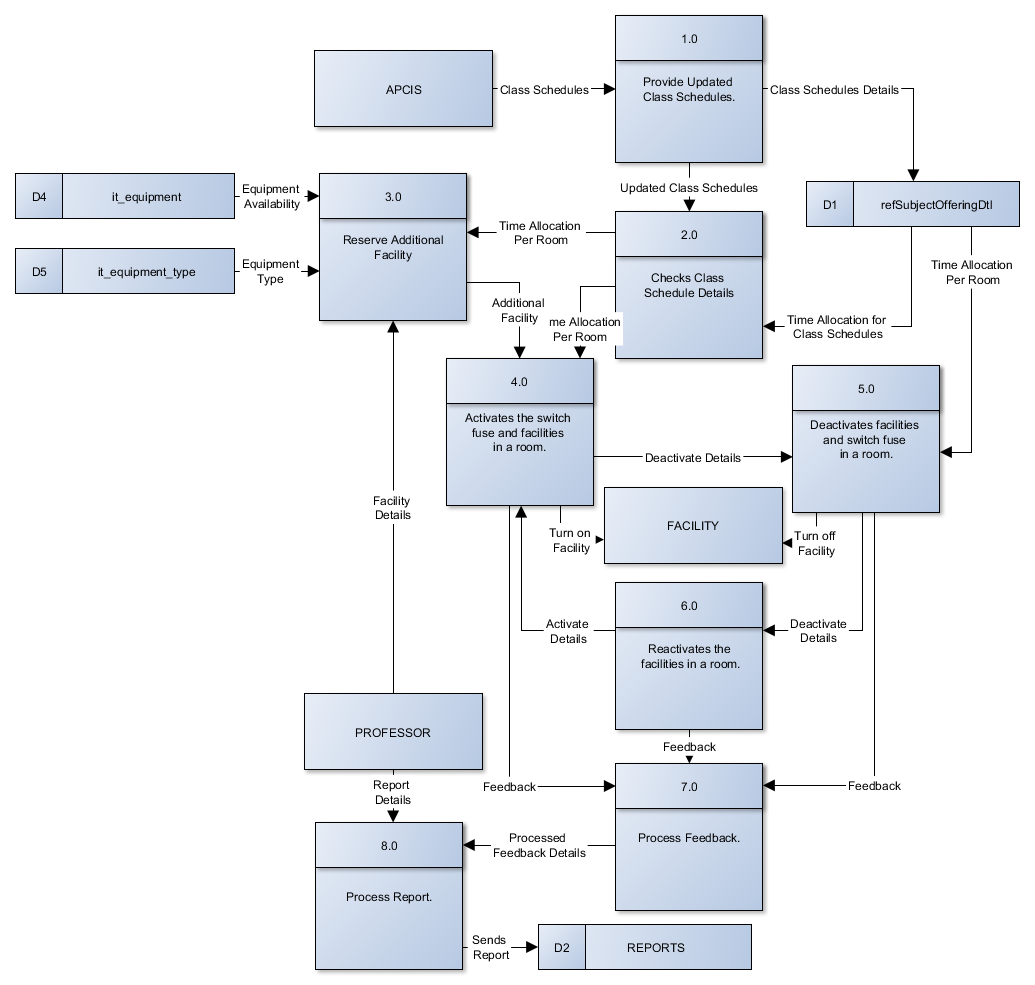 1.0
APCIS
Class Schedules
Provide Updated
Class Schedules.
Class Schedules Details
D4
it_equipment
Equipment
Availability
3.0
Updated Class Schedules
D1
refSubjectOfferingDtl
Reserve Additional
Facility
Time Allocation
Per Room
2.0
D5
it_equipment_type
Equipment
Type
Checks Class
Schedule Details
Time Allocation
Per Room
Additional
Facility
me Allocation
Per Room
Time Allocation for
Class Schedules
4.0
5.0
Activates the switch
fuse and facilities
in a room.
Deactivates facilities
and switch fuse
in a room.
Deactivate Details
Facility
Details
Turn on
Facility
FACILITY
Turn off
Facility
6.0
Activate
Details
Deactivate
Details
Reactivates the
facilities in a room.
PROFESSOR
Feedback
Report
Details
Feedback
7.0
Feedback
8.0
Processed
Feedback Details
Process Feedback.
Process Report.
Sends
Report
D2
REPORTS